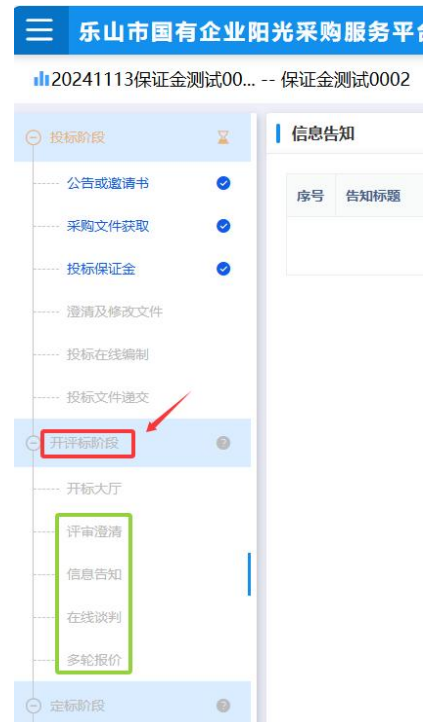 乐山市国有企业阳光采购服务平台
20241113保证金测试00... -- 保证金测试0002
投标阶段
公告或邀请书
采购文件获取
投标保证金
澄清及修改文件
投标在线编制
投标文件递交
开评标阶段
开标大厅
评审澄清
信息告知
在线谈判
多轮报价
定标阶段
信息告知
序号 告知标题